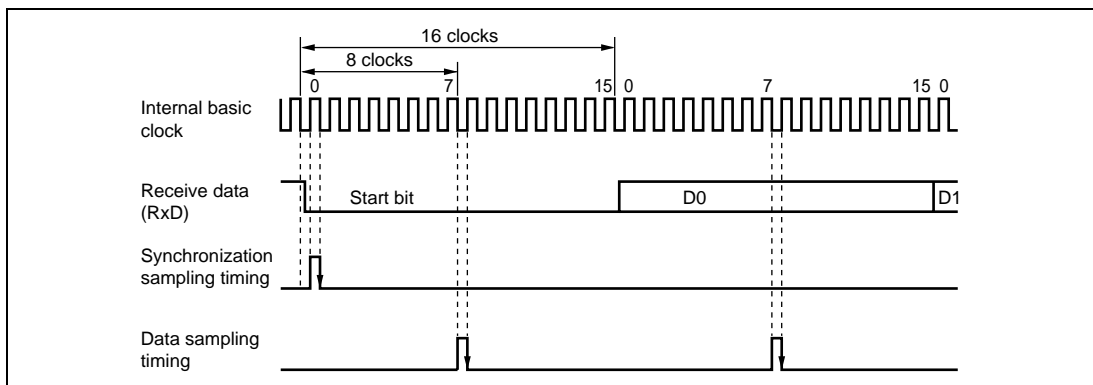 16 clocks
8 clocks
0 7 15 0 7 15 0
Internal basic
clock
Receive data
(RxD)
Start bit D0 D1
Synchronization
sampling timing
Data sampling
timing